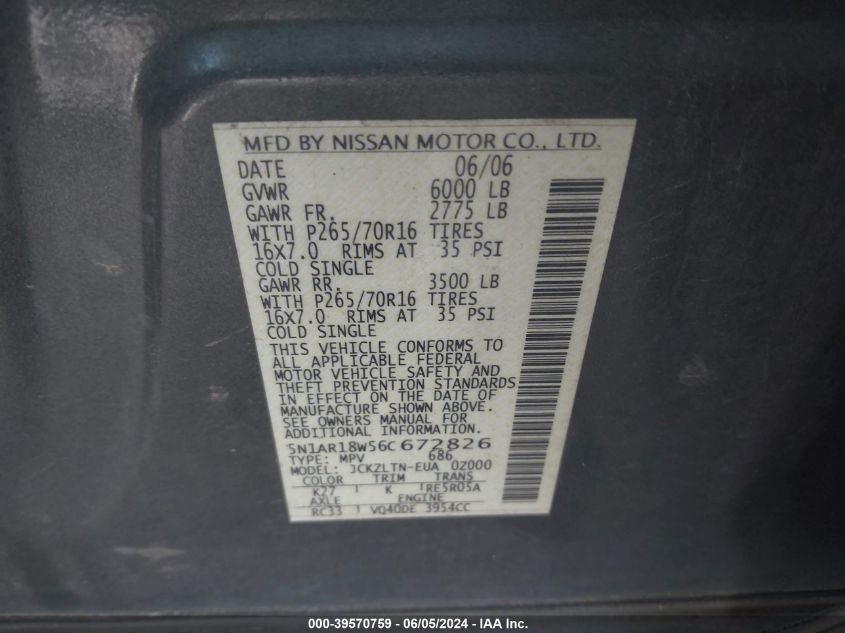 MFD BY NISSAN MOTOR CO., LTD.
DATE 06/06
GVWR 6000 LB
GAWR FR. 2775 LB
WITH P265/70R16 TIRES
16X7.0 RIMS AT 35 PSI
COLD SINGLE
GAWR RR. 3500 LB
WITH P265/70R16 TIRES
16X7.0 RIMS AT 35 PSI
COLD SINGLE
THIS VEHICLE CONFORMS TO
ALL APPLICABLE FEDERAL
MOTOR VEHICLE SAFETY AND
THEFT PREVENTION STANDARDS
IN EFFECT ON THE DATE OF
MANUFACTURE SHOWN ABOVE.
SEE OWNERS MANUAL FOR
ADDITIONAL INFORMATION.
5N1AR18W56C672826
TYPE: MPV 686
MODEL: JCKZLTN-EUA 0Z000
COLOR TRIM TRANS
K27 K RE5R05A
AXLE ENGINE
RC33 VQ40DE 3954CC
000-39570759 - 06/05/2024 - IAA Inc.